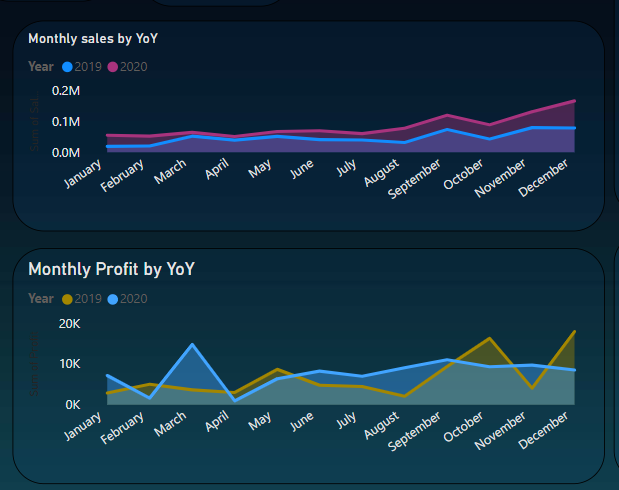 Monthly sales by YoY
Year 2019 2020
0.2M
0.1M
0.0M
January February March April May June July August September October November December
Monthly Profit by YoY
Year 2019 2020
20K
10K
0K
January February March April May June July August September October November December